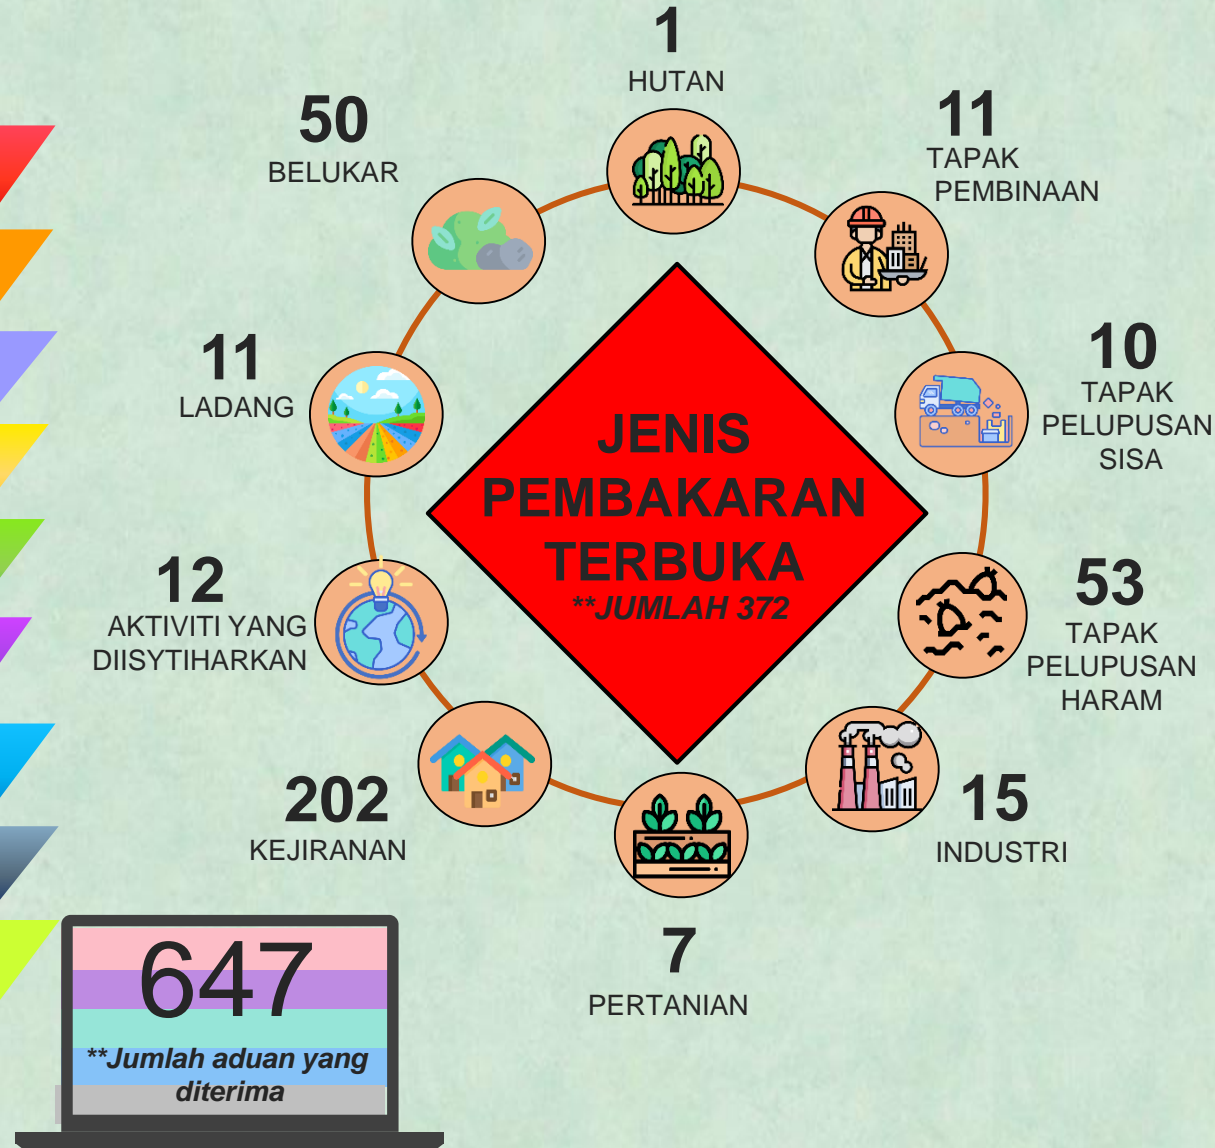 1
HUTAN
11
TAPAK
PEMBINAAN
10
TAPAK
PELUPUSAN
SISA
53
TAPAK
PELUPUSAN
HARAM
15
INDUSTRI
7
PERTANIAN
202
KEJIRANAN
12
AKTIVITI YANG
DIISYTIHARKAN
11
LADANG
50
BELUKAR
JENIS
PEMBAKARAN
TERBUKA
**JUMLAH 372
647
**Jumlah aduan yang
diterima